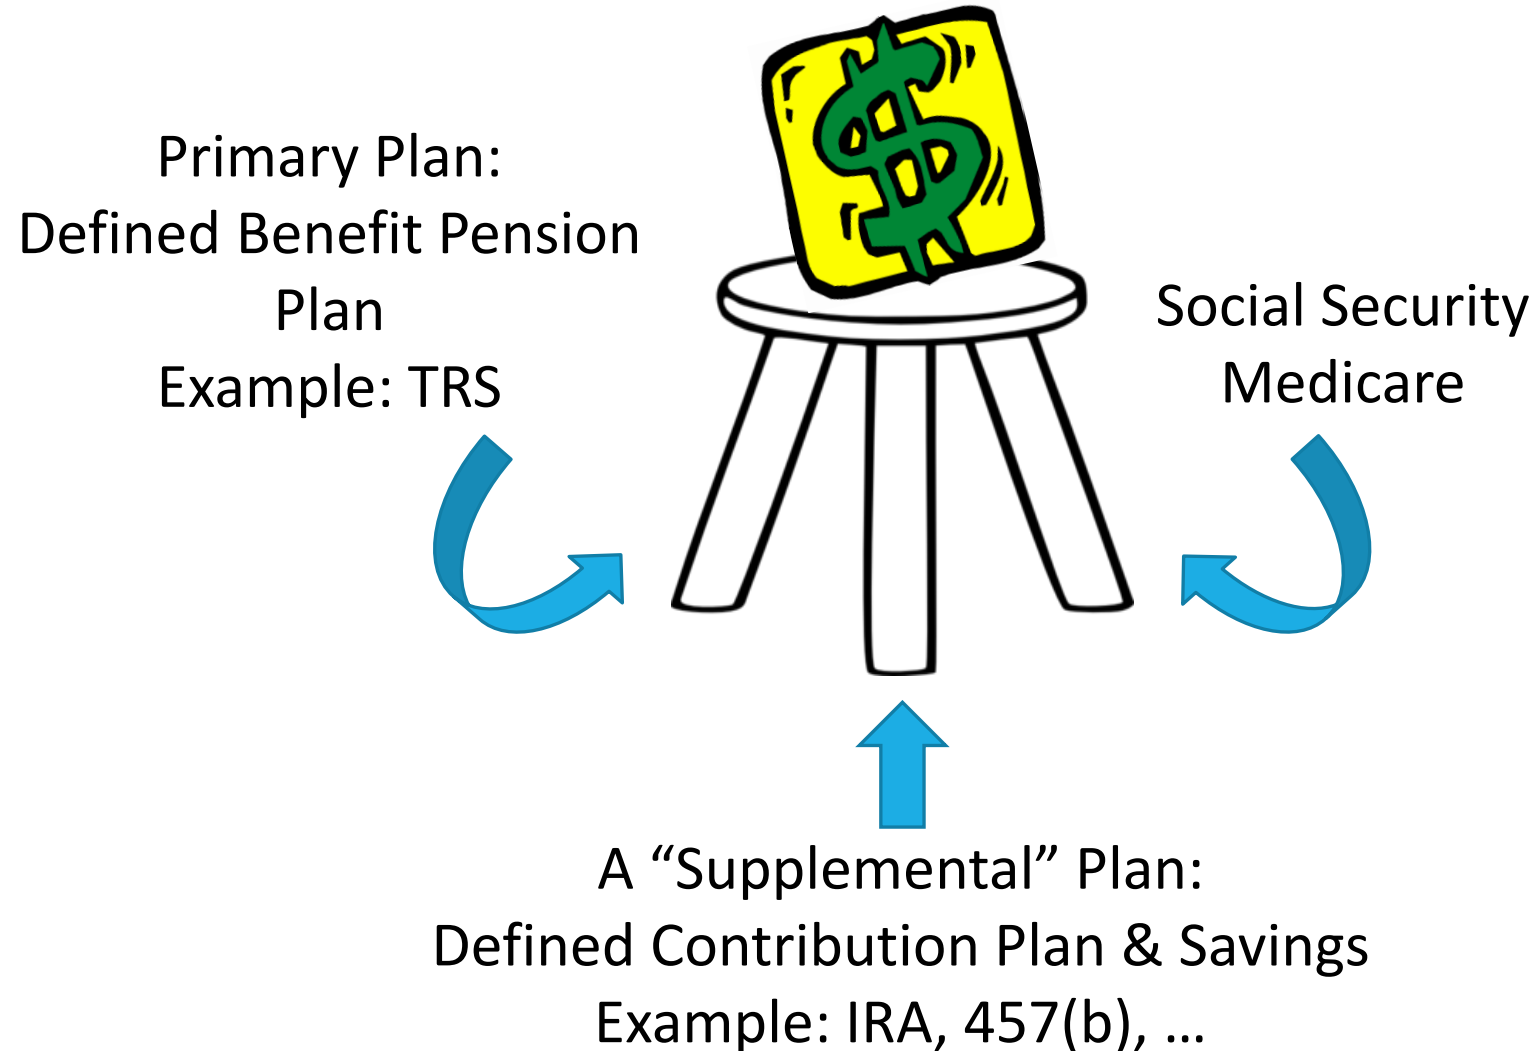 Primary Plan:
Defined Benefit Pension
Plan
Example: TRS
Social Security
Medicare
A “Supplemental” Plan:
Defined Contribution Plan & Savings
Example: IRA, 457(b), …
$